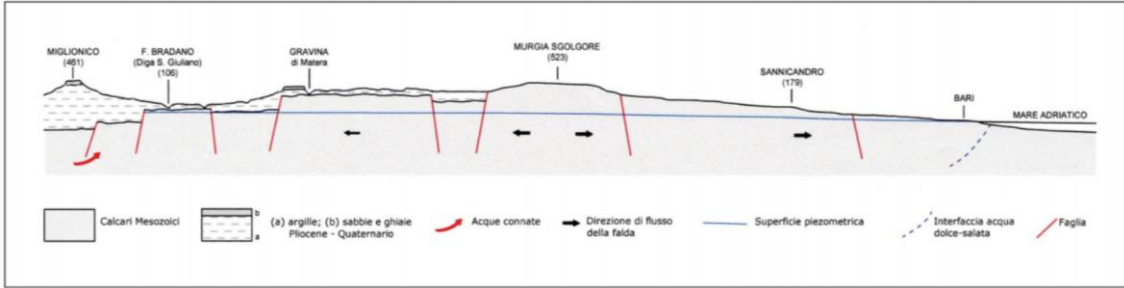 MIGLIONICO
(461)
F. BRADANO
(Diga S. Giuliano)
(106)
GRAVINA
di Matera
MURGIA SGOLGORE
(523)
SANNICANDRO
(179)
BARI
MARE ADRIATICO
Calcari Mesozoici
b
a
(a) argille; (b) sabbie e ghiaie
Pliocene - Quaternario
Acque connate
Direzione di flusso
della falda
Superficie piezometrica
Interfaccia acqua
dolce-salata
Faglia